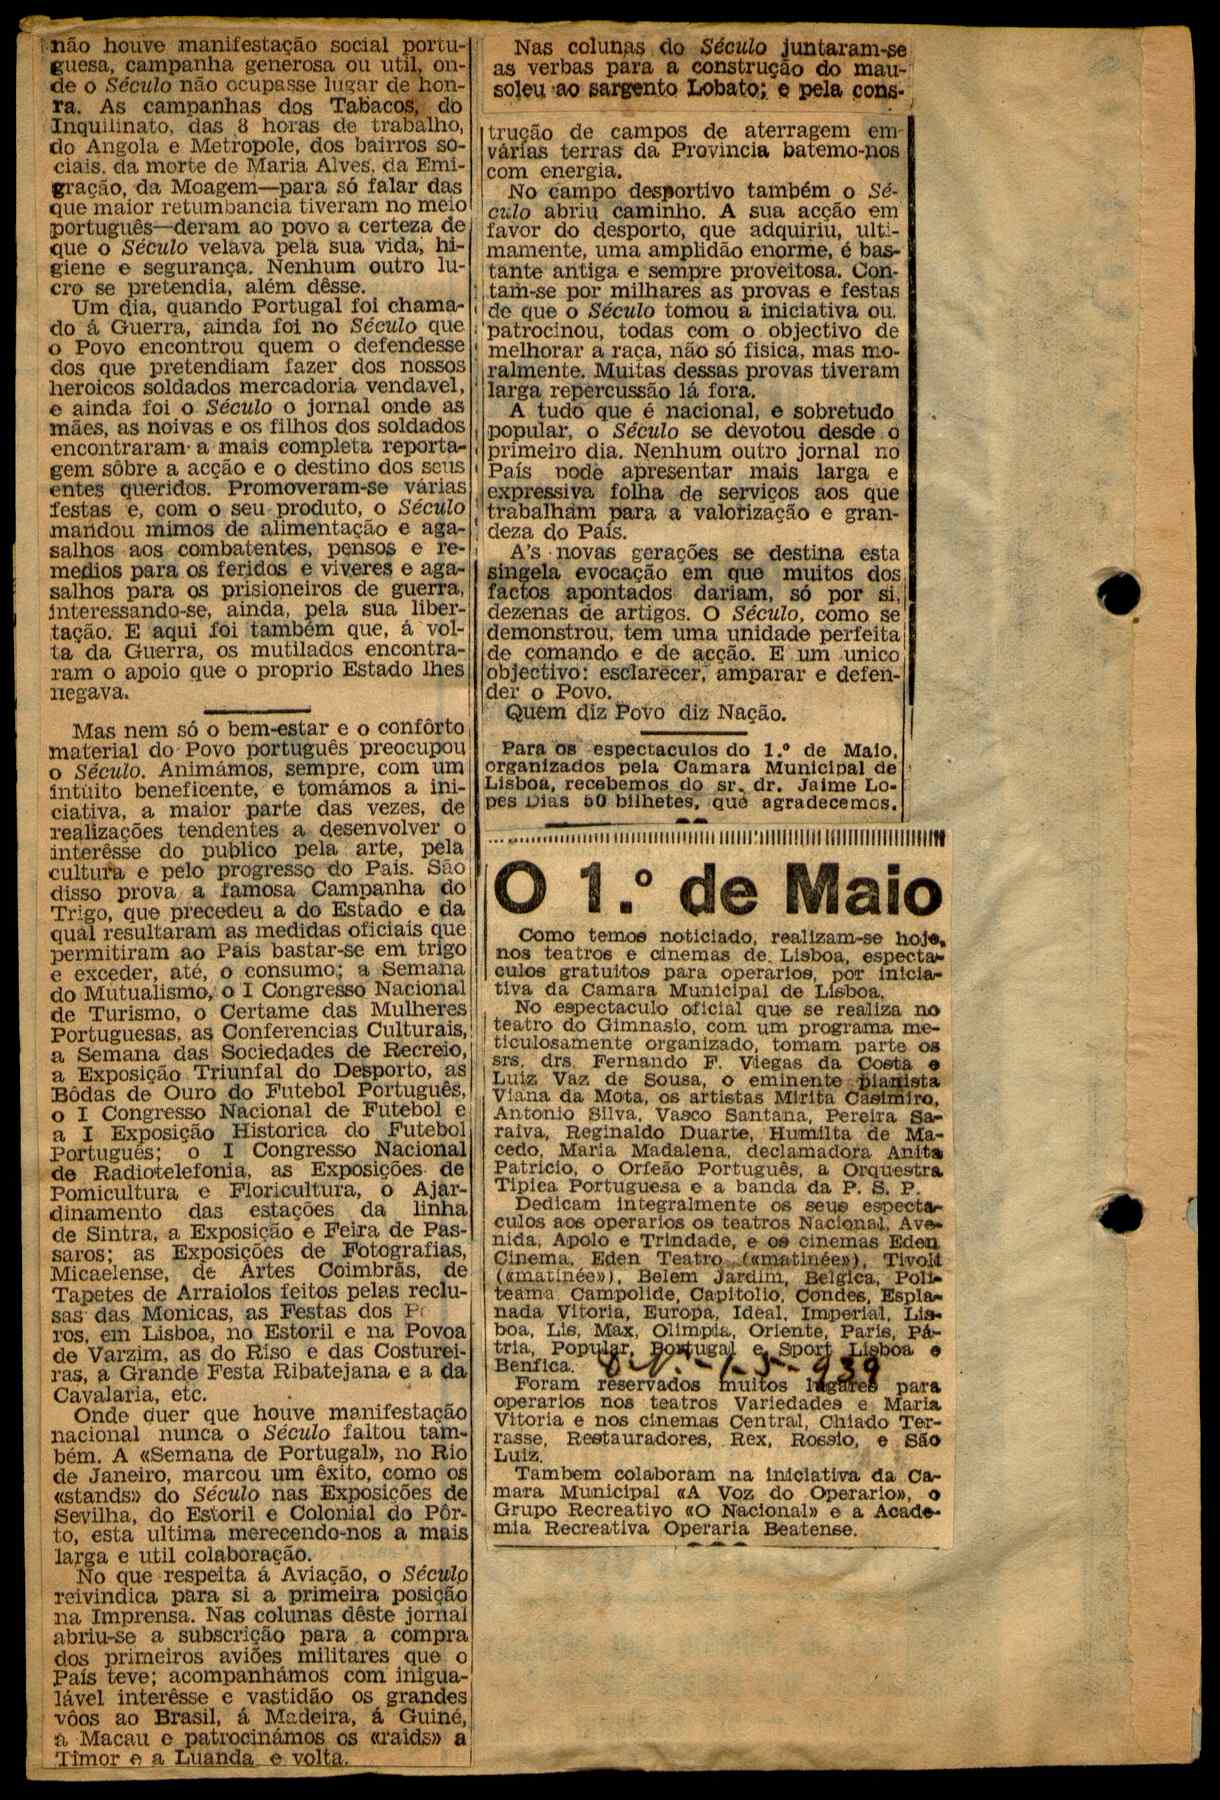 não houve manifestação social portu-
guesa, campanha generosa ou util, on-
de o Século não ocupasse lugar de hon-
ra. As campanhas dos Tabacos, do
Inquilinato, das 8 horas de trabalho,
do Angola e Metropole, dos bairros so-
ciais, da morte de Maria Alves, da Emi-
gração, da Moagem—para só falar das
que maior retumbancia tiveram no meio
português—deram ao povo a certeza de
que o Século velava pela sua vida, hi-
giene e segurança. Nenhum outro lu-
cro se pretendia, além dêsse.
Um dia, quando Portugal foi chama-
do á Guerra, ainda foi no Século que
o Povo encontrou quem o defendesse
dos que pretendiam fazer dos nossos
heroicos soldados mercadoria vendavel,
e ainda foi o Século o jornal onde as
mães, as noivas e os filhos dos soldados
encontraram a mais completa reporta-
gem sôbre a acção e o destino dos seus
entes queridos. Promoveram-se várias
festas e, com o seu produto, o Século
mandou mimos de alimentação e aga-
salhos aos combatentes, pensos e re-
medios para os feridos e viveres e aga-
salhos para os prisioneiros de guerra,
interessando-se, ainda, pela sua liber-
tação. E aqui foi também que, á vol-
ta da Guerra, os mutilados encontra-
ram o apoio que o proprio Estado lhes
negava.
Mas nem só o bem-estar e o confôrto
material do Povo português preocupou
o Século. Animámos, sempre, com um
intúito beneficente, e tomámos a ini-
ciativa, a maior parte das vezes, de
realizações tendentes a desenvolver o
interêsse do publico pela arte, pela
cultura e pelo progresso do País. São
disso prova a famosa Campanha do
Trigo, que precedeu a do Estado e da
qual resultaram as medidas oficiais que
permitiram ao País bastar-se em trigo
e exceder, até, o consumo; a Semana
do Mutualismo, o I Congresso Nacional
de Turismo, o Certame das Mulheres
Portuguesas, as Conferencias Culturais,
a Semana das Sociedades de Recreio,
a Exposição Triunfal do Desporto, as
Bôdas de Ouro do Futebol Português,
o I Congresso Nacional de Futebol e
a I Exposição Historica do Futebol
Português; o I Congresso Nacional
de Radiotelefonia, as Exposições de
Pomicultura e Floricultura, o Ajar-
dinamento das estações da linha
de Sintra, a Exposição e Feira de Pas-
saros; as Exposições de Fotografias,
Micaelense, de Artes Coimbrãs, de
Tapetes de Arraiolos feitos pelas reclu-
sas das Monicas, as Festas dos
ros, em Lisboa, no Estoril e na Povoa
de Varzim, as do Riso e das Costurei-
ras, a Grande Festa Ribatejana e a da
Cavalaria, etc.
Onde quer que houve manifestação
nacional nunca o Século faltou tam-
bém. A «Semana de Portugal», no Rio
de Janeiro, marcou um êxito, como os
«stands» do Século nas Exposições de
Sevilha, do Estoril e Colonial do Pôr-
to, esta ultima merecendo-nos a mais
larga e util colaboração.
No que respeita á Aviação, o Século
reivindica para si a primeira posição
na Imprensa. Nas colunas dêste jornal
abriu-se a subscrição para a compra
dos primeiros aviões militares que o
País teve; acompanhámos com inigua-
lável interêsse e vastidão os grandes
vôos ao Brasil, á Madeira, á Guiné,
a Macau e patrocinámos os «raids» a
Timor e a Luanda e volta.
Nas colunas do Século juntaram-se
as verbas para a construção do mau-
soleu ao sargento Lobato; e pela cons-
trução de campos de aterragem em
várias terras da Provincia batemo-nos
com energia.
No campo desportivo também o Sé-
culo abriu caminho. A sua acção em
favor do desporto, que adquiriu, ulti-
mamente, uma amplidão enorme, é bas-
tante antiga e sempre proveitosa. Con-
tam-se por milhares as provas e festas
de que o Século tomou a iniciativa ou
patrocinou, todas com o objectivo de
melhorar a raça, não só fisica, mas mo-
ralmente. Muitas dessas provas tiveram
larga repercussão lá fora.
A tudo que é nacional, e sobretudo
popular, o Século se devotou desde o
primeiro dia. Nenhum outro jornal no
País pode apresentar mais larga e
expressiva folha de serviços aos que
trabalham para a valorização e gran-
deza do País.
A's novas gerações se destina esta
singela evocação em que muitos dos
factos apontados dariam, só por si,
dezenas de artigos. O Século, como se
demonstrou, tem uma unidade perfeita
de comando e de acção. E um unico
objectivo: esclarecer, amparar e defen-
der o Povo.
Quem diz Povo diz Nação.
Para os espectaculos do 1.º de Maio,
organizados pela Camara Municipal de
Lisboa, recebemos do sr. dr. Jaime Lo-
pes Dias 50 bilhetes, que agradecemos.
O 1.º de Maio
Como temos noticiado, realizam-se hoje,
nos teatros e cinemas de Lisboa, especta-
culos gratuitos para operarios, por inicia-
tiva da Camara Municipal de Lisboa.
No espectaculo oficial que se realiza no
teatro do Gimnasio, com um programa me-
ticulosamente organizado, tomam parte os
srs. drs. Fernando F. Viegas da Costa e
Luiz Vaz de Sousa, o eminente pianista
Viana da Mota, os artistas Mirita Casimiro,
Antonio Silva, Vasco Santana, Pereira Sa-
raiva, Reginaldo Duarte, Humilta de Ma-
cedo, Maria Madalena, declamadora Anita
Patricio, o Orfeão Português, a Orquestra
Tipica Portuguesa e a banda da P. S. P.
Dedicam integralmente os seus especta-
culos aos operarios os teatros Nacional, Ave-
nida, Apolo e Trindade, e os cinemas Eden
Cinema, Eden Teatro («matinée»), Tivoli
(«matinée»), Belem Jardim, Belgica, Poli-
teama, Campolide, Capitolio, Condes, Espla-
nada Vitoria, Europa, Ideal, Imperial, Lis-
boa, Lis, Max, Olimpia, Oriente, Paris, Pá-
tria, Popular, Portugal e Sport Lisboa e
Benfica.
D. N. - 1-5-939
Foram reservados muitos lugares para
operarios nos teatros Variedades e Maria
Vitoria e nos cinemas Central, Chiado Ter-
rasse, Restauradores, Rex, Rossio, e São
Luiz.
Tambem colaboram na iniciativa da Ca-
mara Municipal «A Voz do Operario», o
Grupo Recreativo «O Nacional» e a Acade-
mia Recreativa Operaria Beatense.